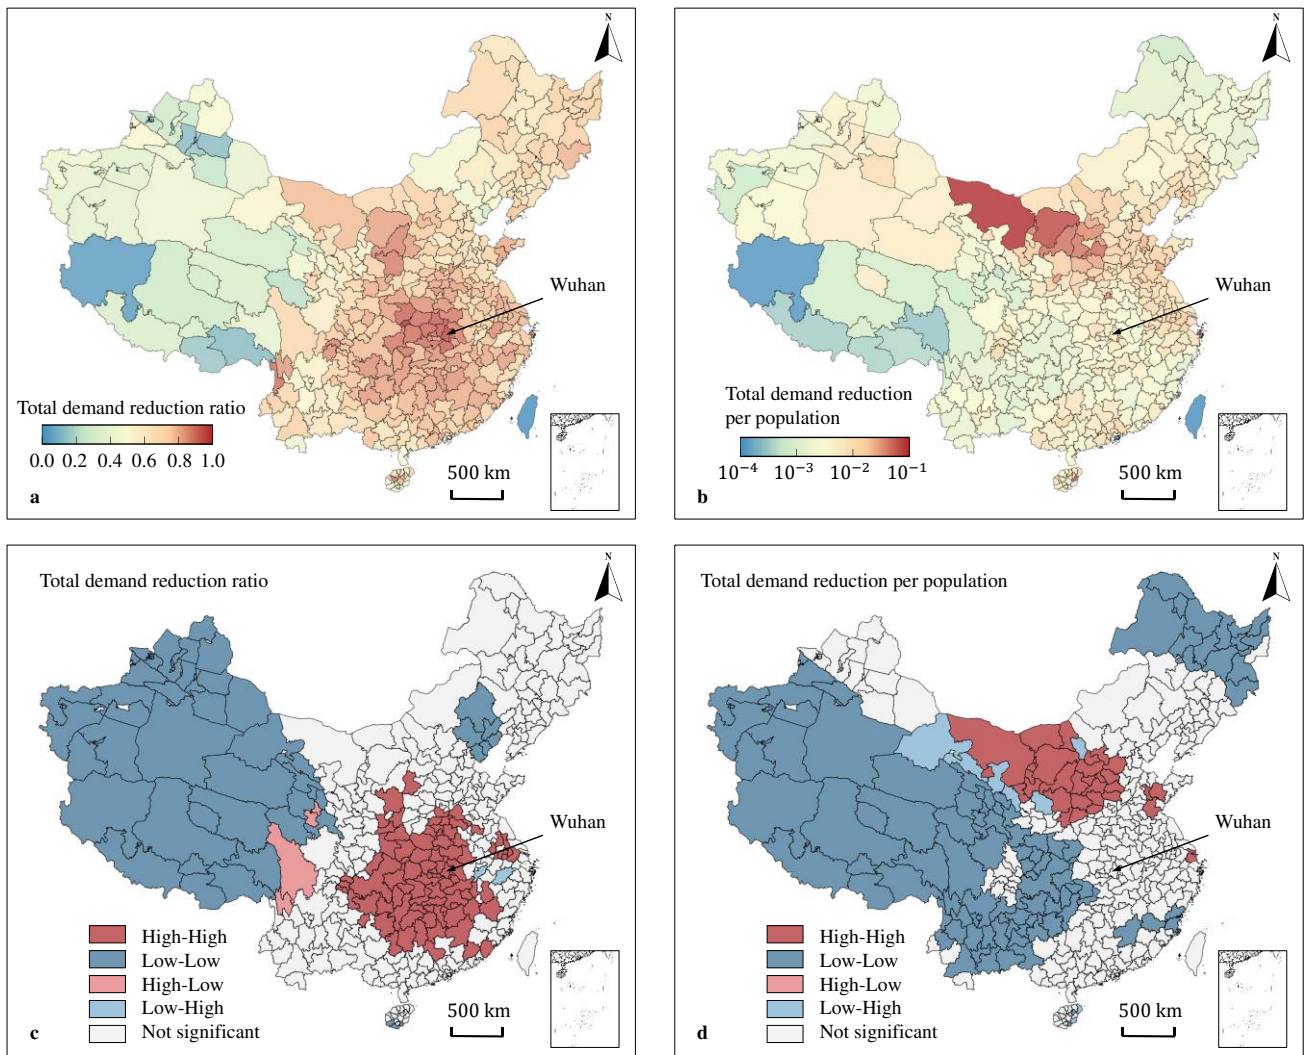 N
Wuhan
Total demand reduction ratio
0.0 0.2 0.4 0.6 0.8 1.0
500 km
a
N
Wuhan
Total demand reduction
per population
10⁻⁴ 10⁻³ 10⁻² 10⁻¹
500 km
b
N
Total demand reduction ratio
Wuhan
High-High
Low-Low
High-Low
Low-High
Not significant
500 km
c
N
Total demand reduction per population
Wuhan
High-High
Low-Low
High-Low
Low-High
Not significant
500 km
d